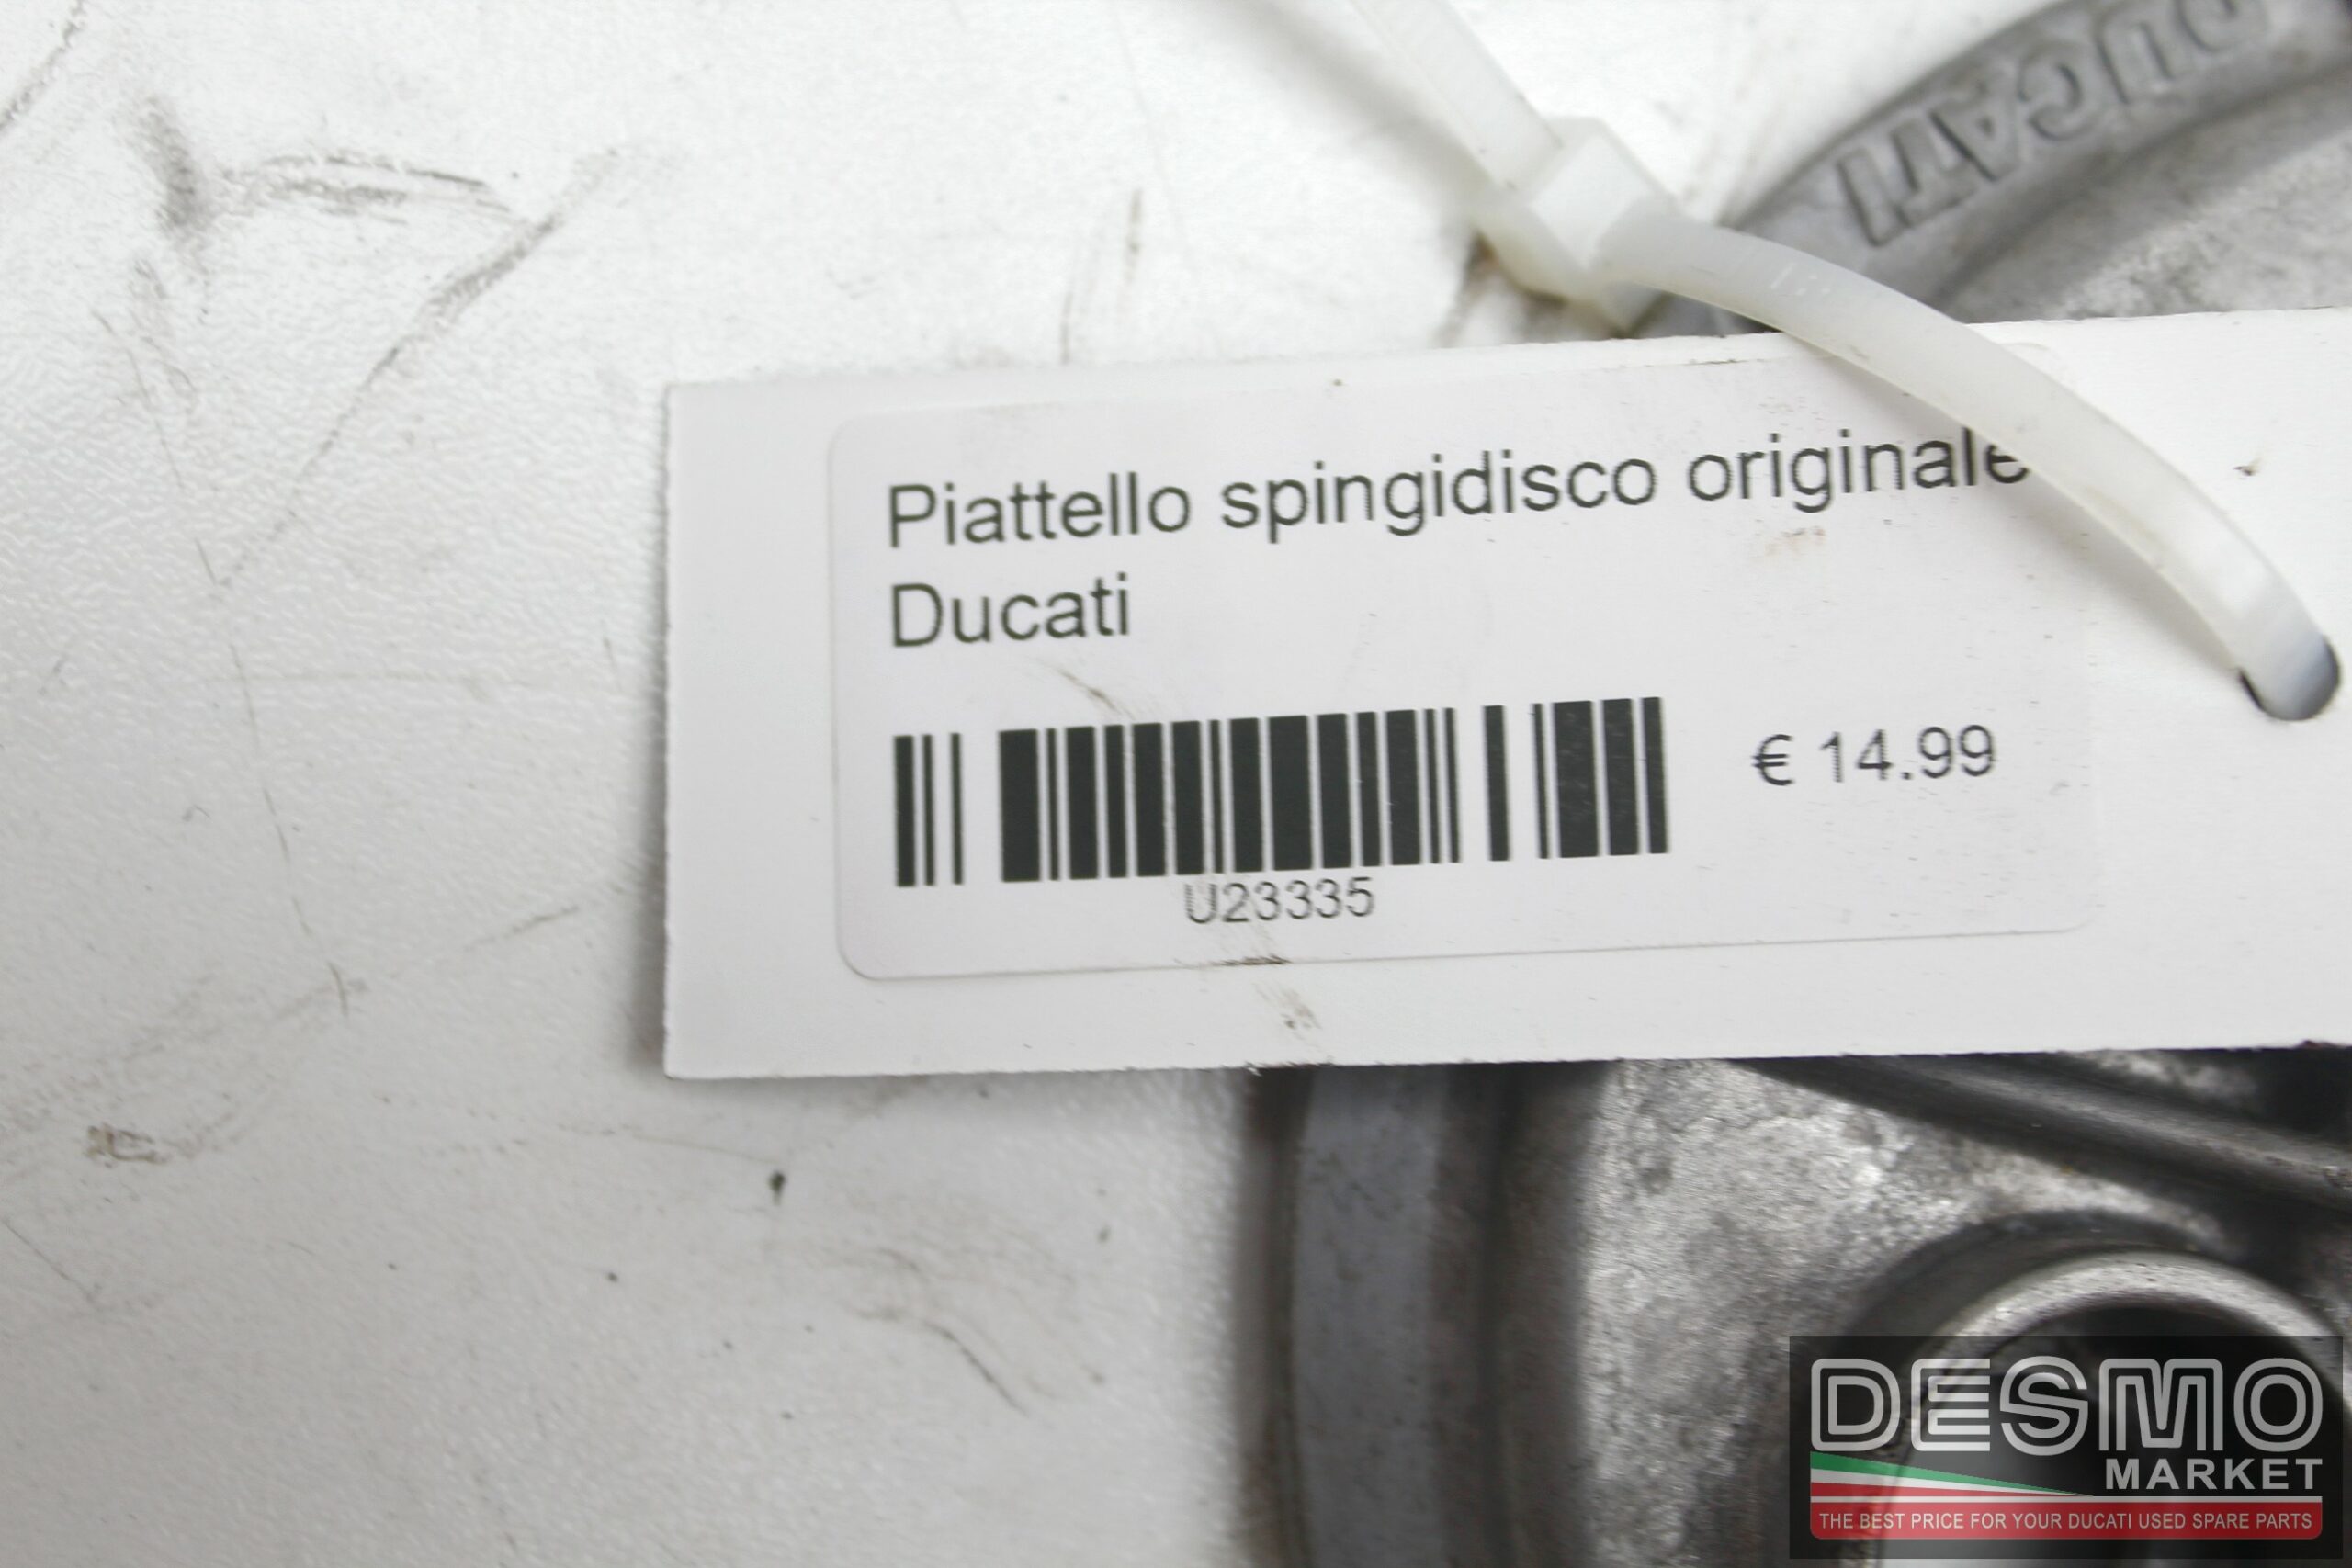 DUCATI
Piattello spingidisco originale
Ducati
€ 14.99
U23335
DESMO
MARKET
THE BEST PRICE FOR YOUR DUCATI USED SPARE PARTS